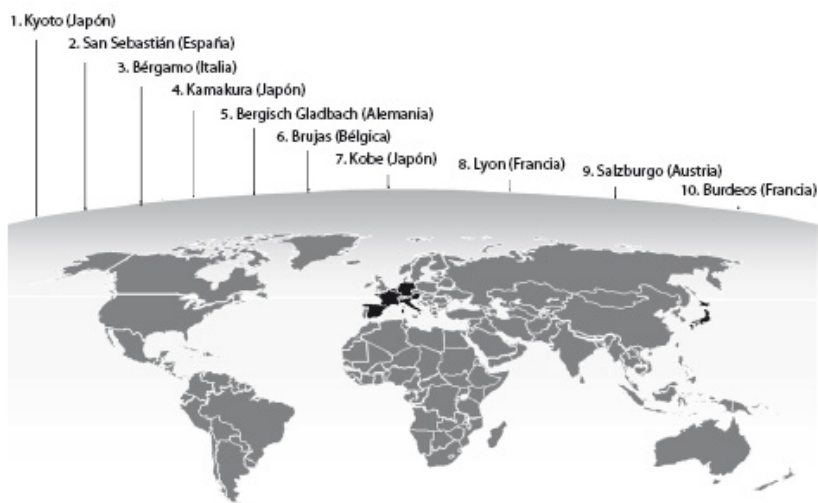 1. Kyoto (Japón)
2. San Sebastián (España)
3. Bérgamo (Italia)
4. Kamakura (Japón)
5. Bergisch Gladbach (Alemania)
6. Brujas (Bélgica)
7. Kobe (Japón)
8. Lyon (Francia)
9. Salzburgo (Austria)
10. Burdeos (Francia)